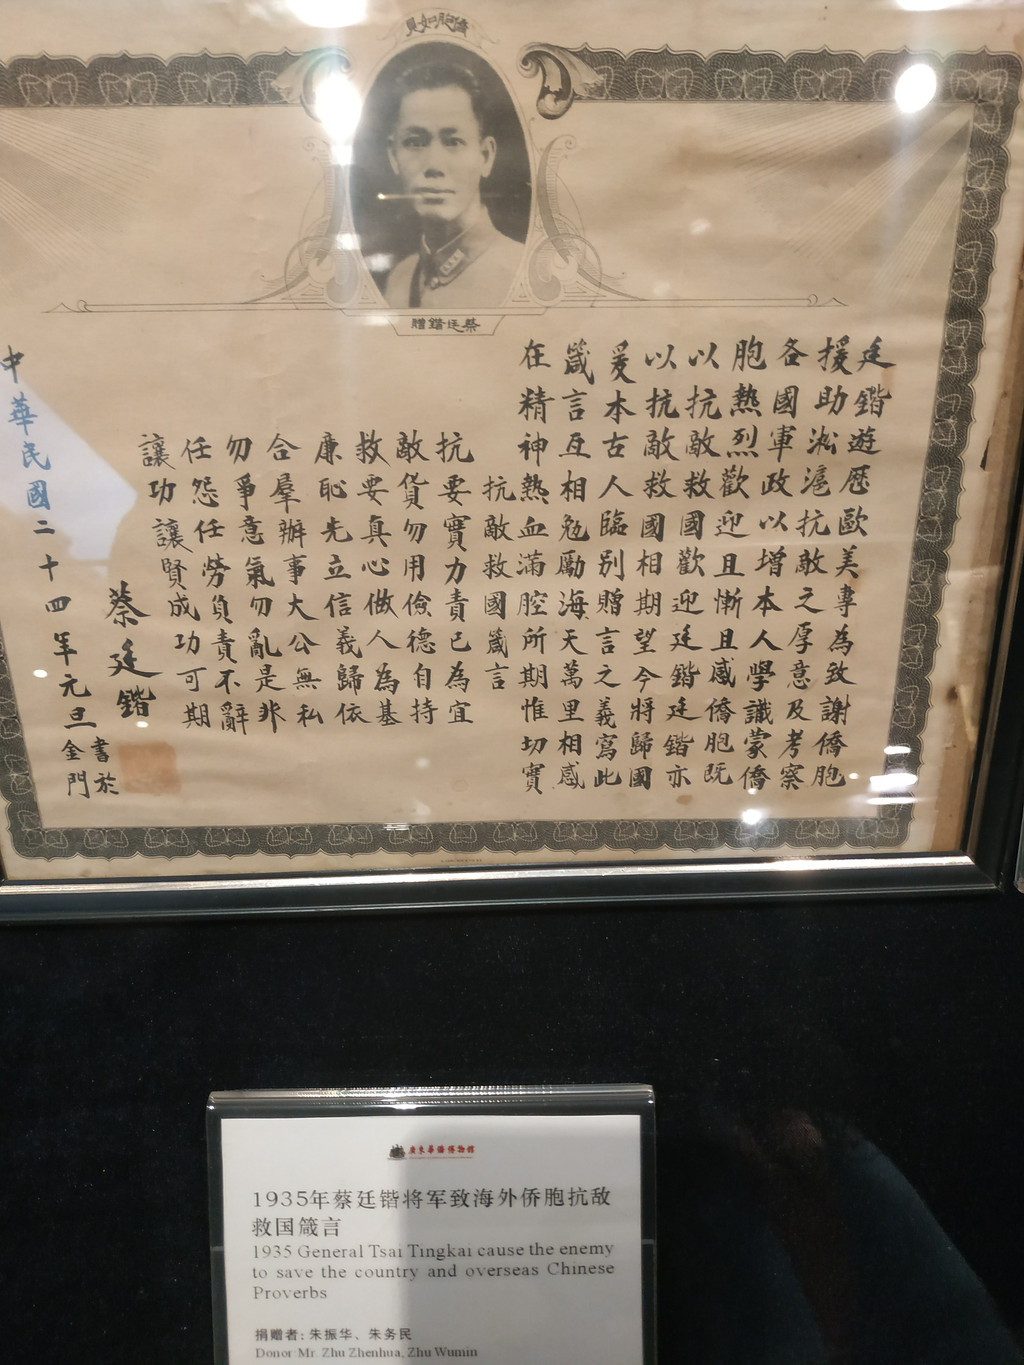 僑胞如見
蔡廷鍇贈
廷鍇遊歷歐美專為致謝僑胞
援助淞滬抗敵之厚意及考察
各國軍政以增本人學識蒙僑
胞熱烈歡迎且慚且感僑胞既
以抗敵救國歡迎廷鍇廷鍇亦
以抗敵救國相期望今將歸國
爰本古人臨別贈言之義寫此
箴言互相勉勵海天萬里相感
在精神熱血滿腔所期惟切實
抗敵救國箴言
抗要實力責已為宜
敵貨勿用儉德自持
救要真心做人為基
廉恥先立信義歸依
合羣辦事大公無私
勿爭意氣勿亂是非
任怨任勞負責不辭
讓功讓賢成功可期
蔡廷鍇
書於
金門
中華民國二十四年元旦
廣東華僑博物館
1935年蔡廷锴将军致海外侨胞抗敌
救国箴言
1935 General Tsai Tingkai cause the enemy
to save the country and overseas Chinese
Proverbs
捐赠者: 朱振华、朱务民
Donor Mr. Zhu Zhenhua, Zhu Wumin